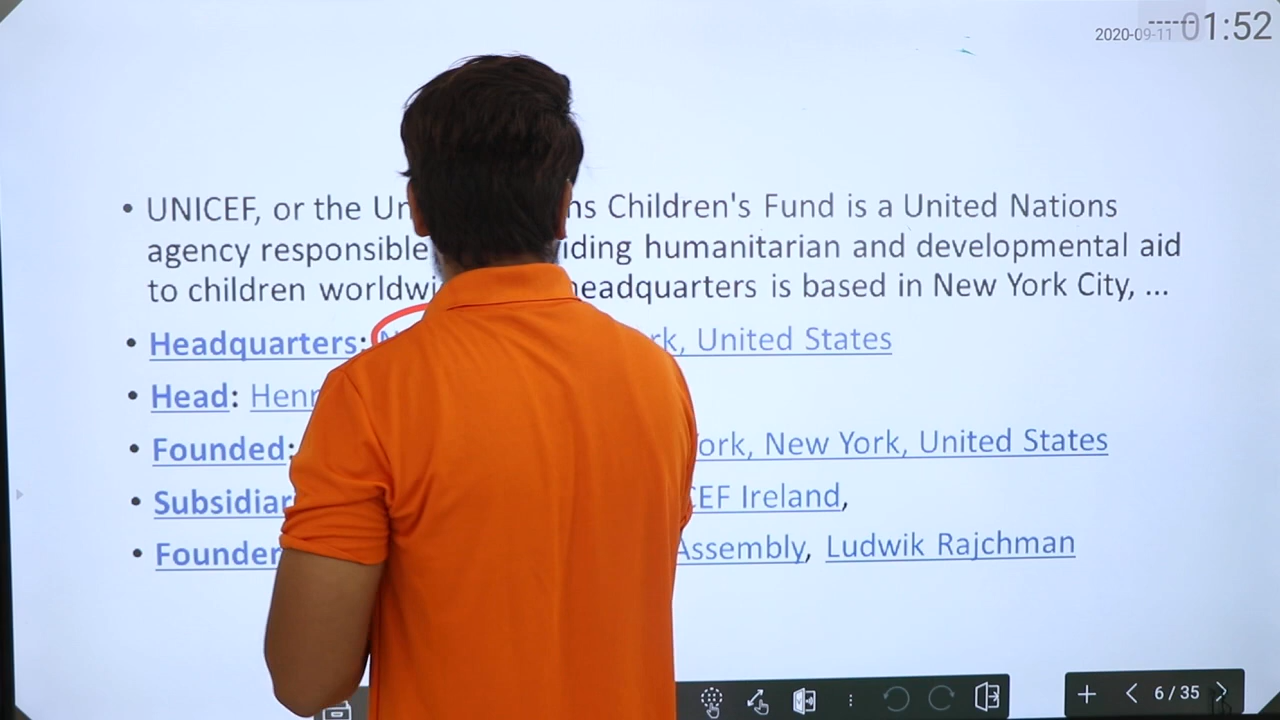 2020-09-11 01:52
• UNICEF, or the Un ns Children's Fund is a United Nations
agency responsible iding humanitarian and developmental aid
to children worldwi headquarters is based in New York City, ...
• Headquarters: N rk, United States
• Head: Henr
• Founded: ork, New York, United States
• Subsidiar CEF Ireland,
• Founder Assembly, Ludwik Rajchman
6 / 35